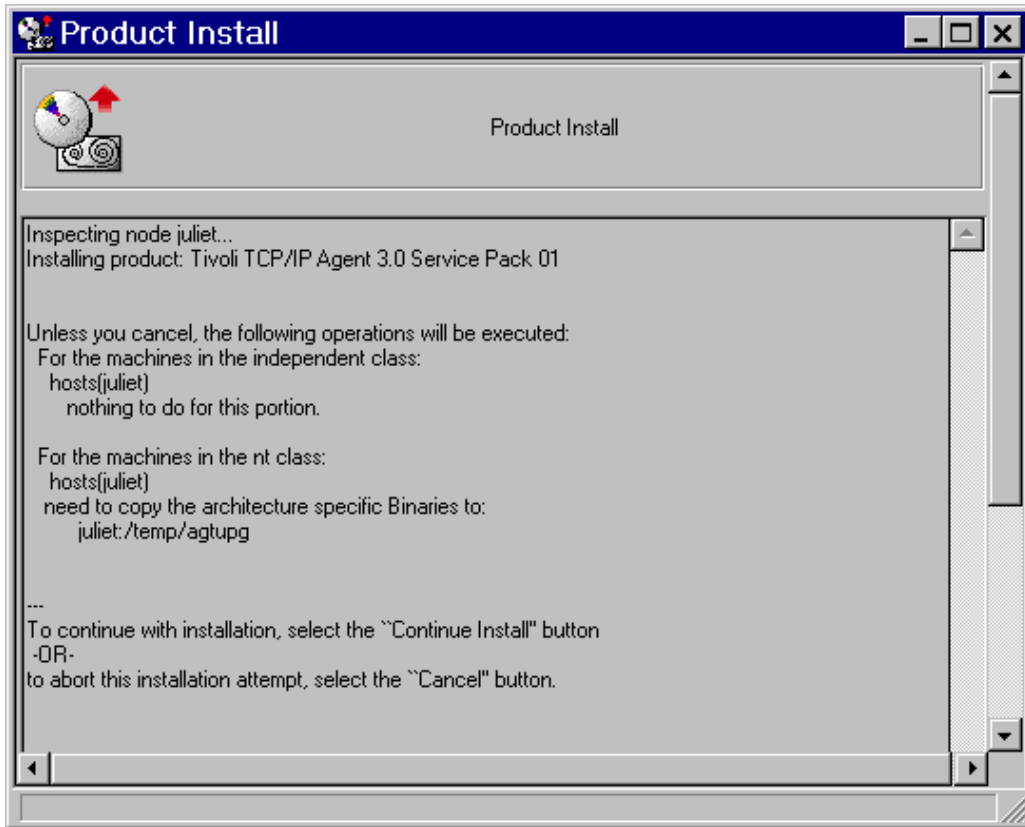 Product Install
Product Install
Inspecting node juliet...
Installing product: Tivoli TCP/IP Agent 3.0 Service Pack 01
Unless you cancel, the following operations will be executed:
For the machines in the independent class:
hosts(juliet)
nothing to do for this portion.
For the machines in the nt class:
hosts(juliet)
need to copy the architecture specific Binaries to:
juliet:/temp/agtupg
---
To continue with installation, select the ``Continue Install'' button
-OR-
to abort this installation attempt, select the ``Cancel'' button.